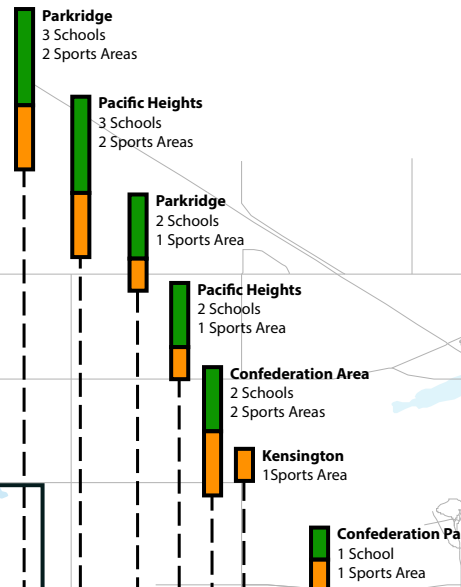 Parkridge
3 Schools
2 Sports Areas
Pacific Heights
3 Schools
2 Sports Areas
Parkridge
2 Schools
1 Sports Area
Pacific Heights
2 Schools
1 Sports Area
Confederation Area
2 Schools
2 Sports Areas
Kensington
1Sports Area
Confederation Pa
1 School
1 Sports Area